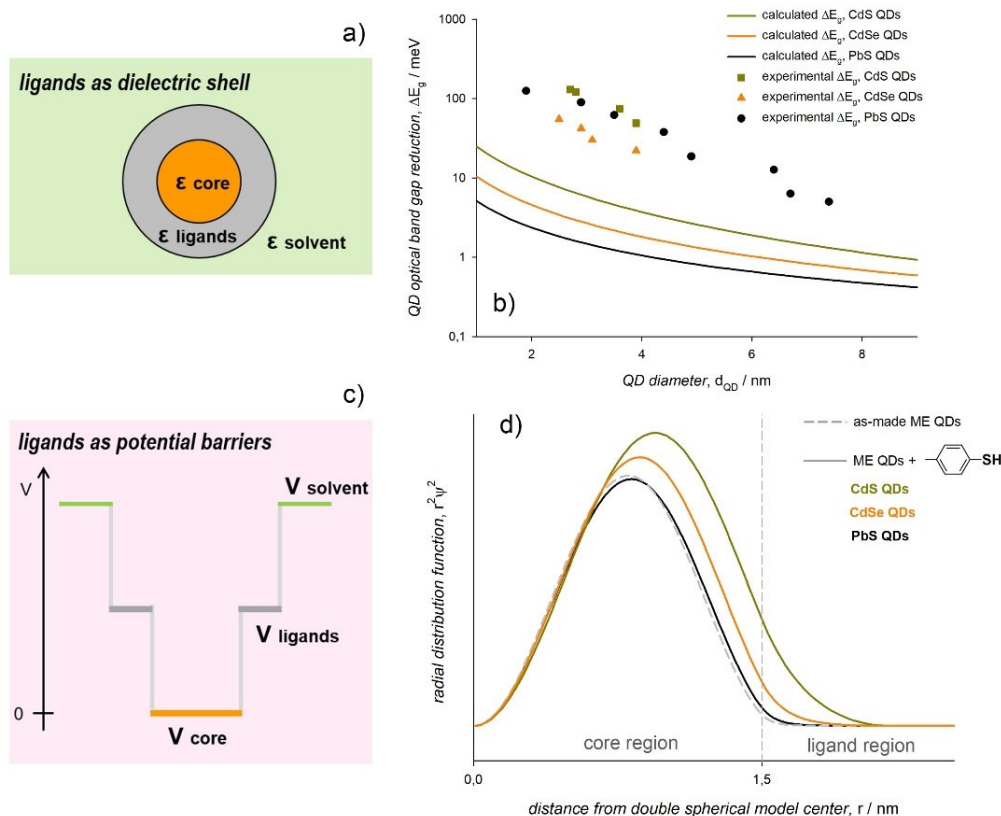 a)
ligands as dielectric shell
ε core
ε ligands
ε solvent
b)
QD optical band gap reduction, ΔEg / meV
1000
100
10
1
0,1
2
4
6
8
QD diameter, dQD / nm
calculated ΔEg, CdS QDs
calculated ΔEg, CdSe QDs
calculated ΔEg, PbS QDs
experimental ΔEg, CdS QDs
experimental ΔEg, CdSe QDs
experimental ΔEg, PbS QDs
c)
ligands as potential barriers
V
V solvent
V ligands
0
V core
d)
radial distribution function, r²ψ²
as-made ME QDs
ME QDs + SH
CdS QDs
CdSe QDs
PbS QDs
core region
ligand region
0,0
1,5
distance from double spherical model center, r / nm